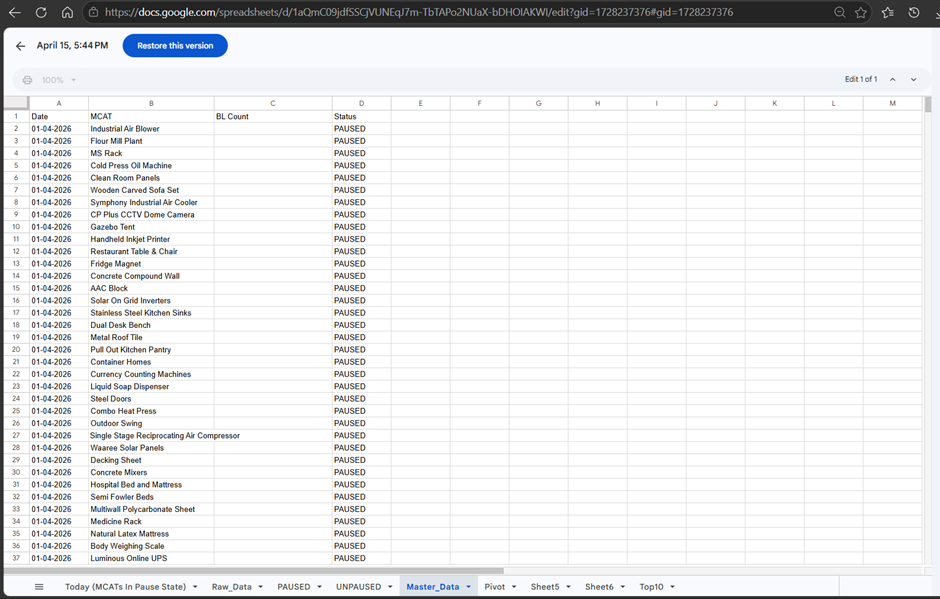 https://docs.google.com/spreadsheets/d/1aQmC09jdfSSCjVUNEqJ7m-TbTAPo2NUaX-bDHOIAKWI/edit?gid=1728237376#gid=1728237376
April 15, 5:44 PM Restore this version
100% Edit 1 of 1
A B C D E F G H I J K L M
1 Date MCAT BL Count Status
2 01-04-2026 Industrial Air Blower PAUSED
3 01-04-2026 Flour Mill Plant PAUSED
4 01-04-2026 MS Rack PAUSED
5 01-04-2026 Cold Press Oil Machine PAUSED
6 01-04-2026 Clean Room Panels PAUSED
7 01-04-2026 Wooden Carved Sofa Set PAUSED
8 01-04-2026 Symphony Industrial Air Cooler PAUSED
9 01-04-2026 CP Plus CCTV Dome Camera PAUSED
10 01-04-2026 Gazebo Tent PAUSED
11 01-04-2026 Handheld Inkjet Printer PAUSED
12 01-04-2026 Restaurant Table & Chair PAUSED
13 01-04-2026 Fridge Magnet PAUSED
14 01-04-2026 Concrete Compound Wall PAUSED
15 01-04-2026 AAC Block PAUSED
16 01-04-2026 Solar On Grid Inverters PAUSED
17 01-04-2026 Stainless Steel Kitchen Sinks PAUSED
18 01-04-2026 Dual Desk Bench PAUSED
19 01-04-2026 Metal Roof Tile PAUSED
20 01-04-2026 Pull Out Kitchen Pantry PAUSED
21 01-04-2026 Container Homes PAUSED
22 01-04-2026 Currency Counting Machines PAUSED
23 01-04-2026 Liquid Soap Dispenser PAUSED
24 01-04-2026 Steel Doors PAUSED
25 01-04-2026 Combo Heat Press PAUSED
26 01-04-2026 Outdoor Swing PAUSED
27 01-04-2026 Single Stage Reciprocating Air Compressor PAUSED
28 01-04-2026 Waaree Solar Panels PAUSED
29 01-04-2026 Decking Sheet PAUSED
30 01-04-2026 Concrete Mixers PAUSED
31 01-04-2026 Hospital Bed and Mattress PAUSED
32 01-04-2026 Semi Fowler Beds PAUSED
33 01-04-2026 Multiwall Polycarbonate Sheet PAUSED
34 01-04-2026 Medicine Rack PAUSED
35 01-04-2026 Natural Latex Mattress PAUSED
36 01-04-2026 Body Weighing Scale PAUSED
37 01-04-2026 Luminous Online UPS PAUSED
Today (MCATs In Pause State) Raw_Data PAUSED UNPAUSED Master_Data Pivot Sheet5 Sheet6 Top10